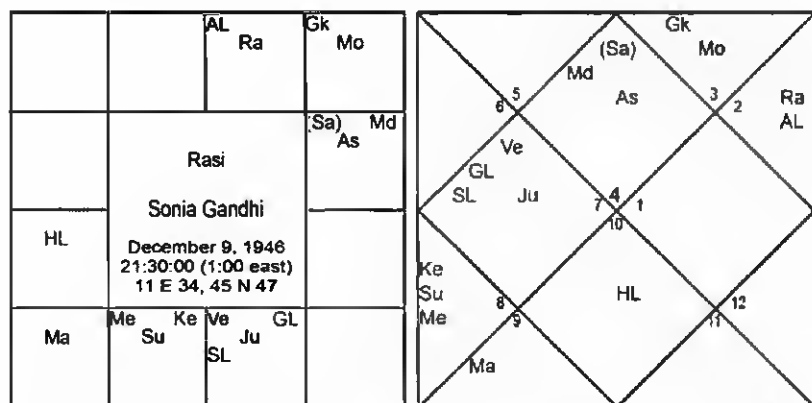 AL Ra
Gk Mo
(Sa) Md
As
Rasi
Sonia Gandhi
December 9, 1946
21:30:00 (1:00 east)
11 E 34, 45 N 47
HL
Ma
Me Ke
Su
Ve GL
Ju
SL
Gk
(Sa) Mo
Md
As
5 3
6 2
Ra
AL
Ve
GL
SL Ju
4
7 1
10
Ke
Su
Me
HL
8 12
9 11
Ma